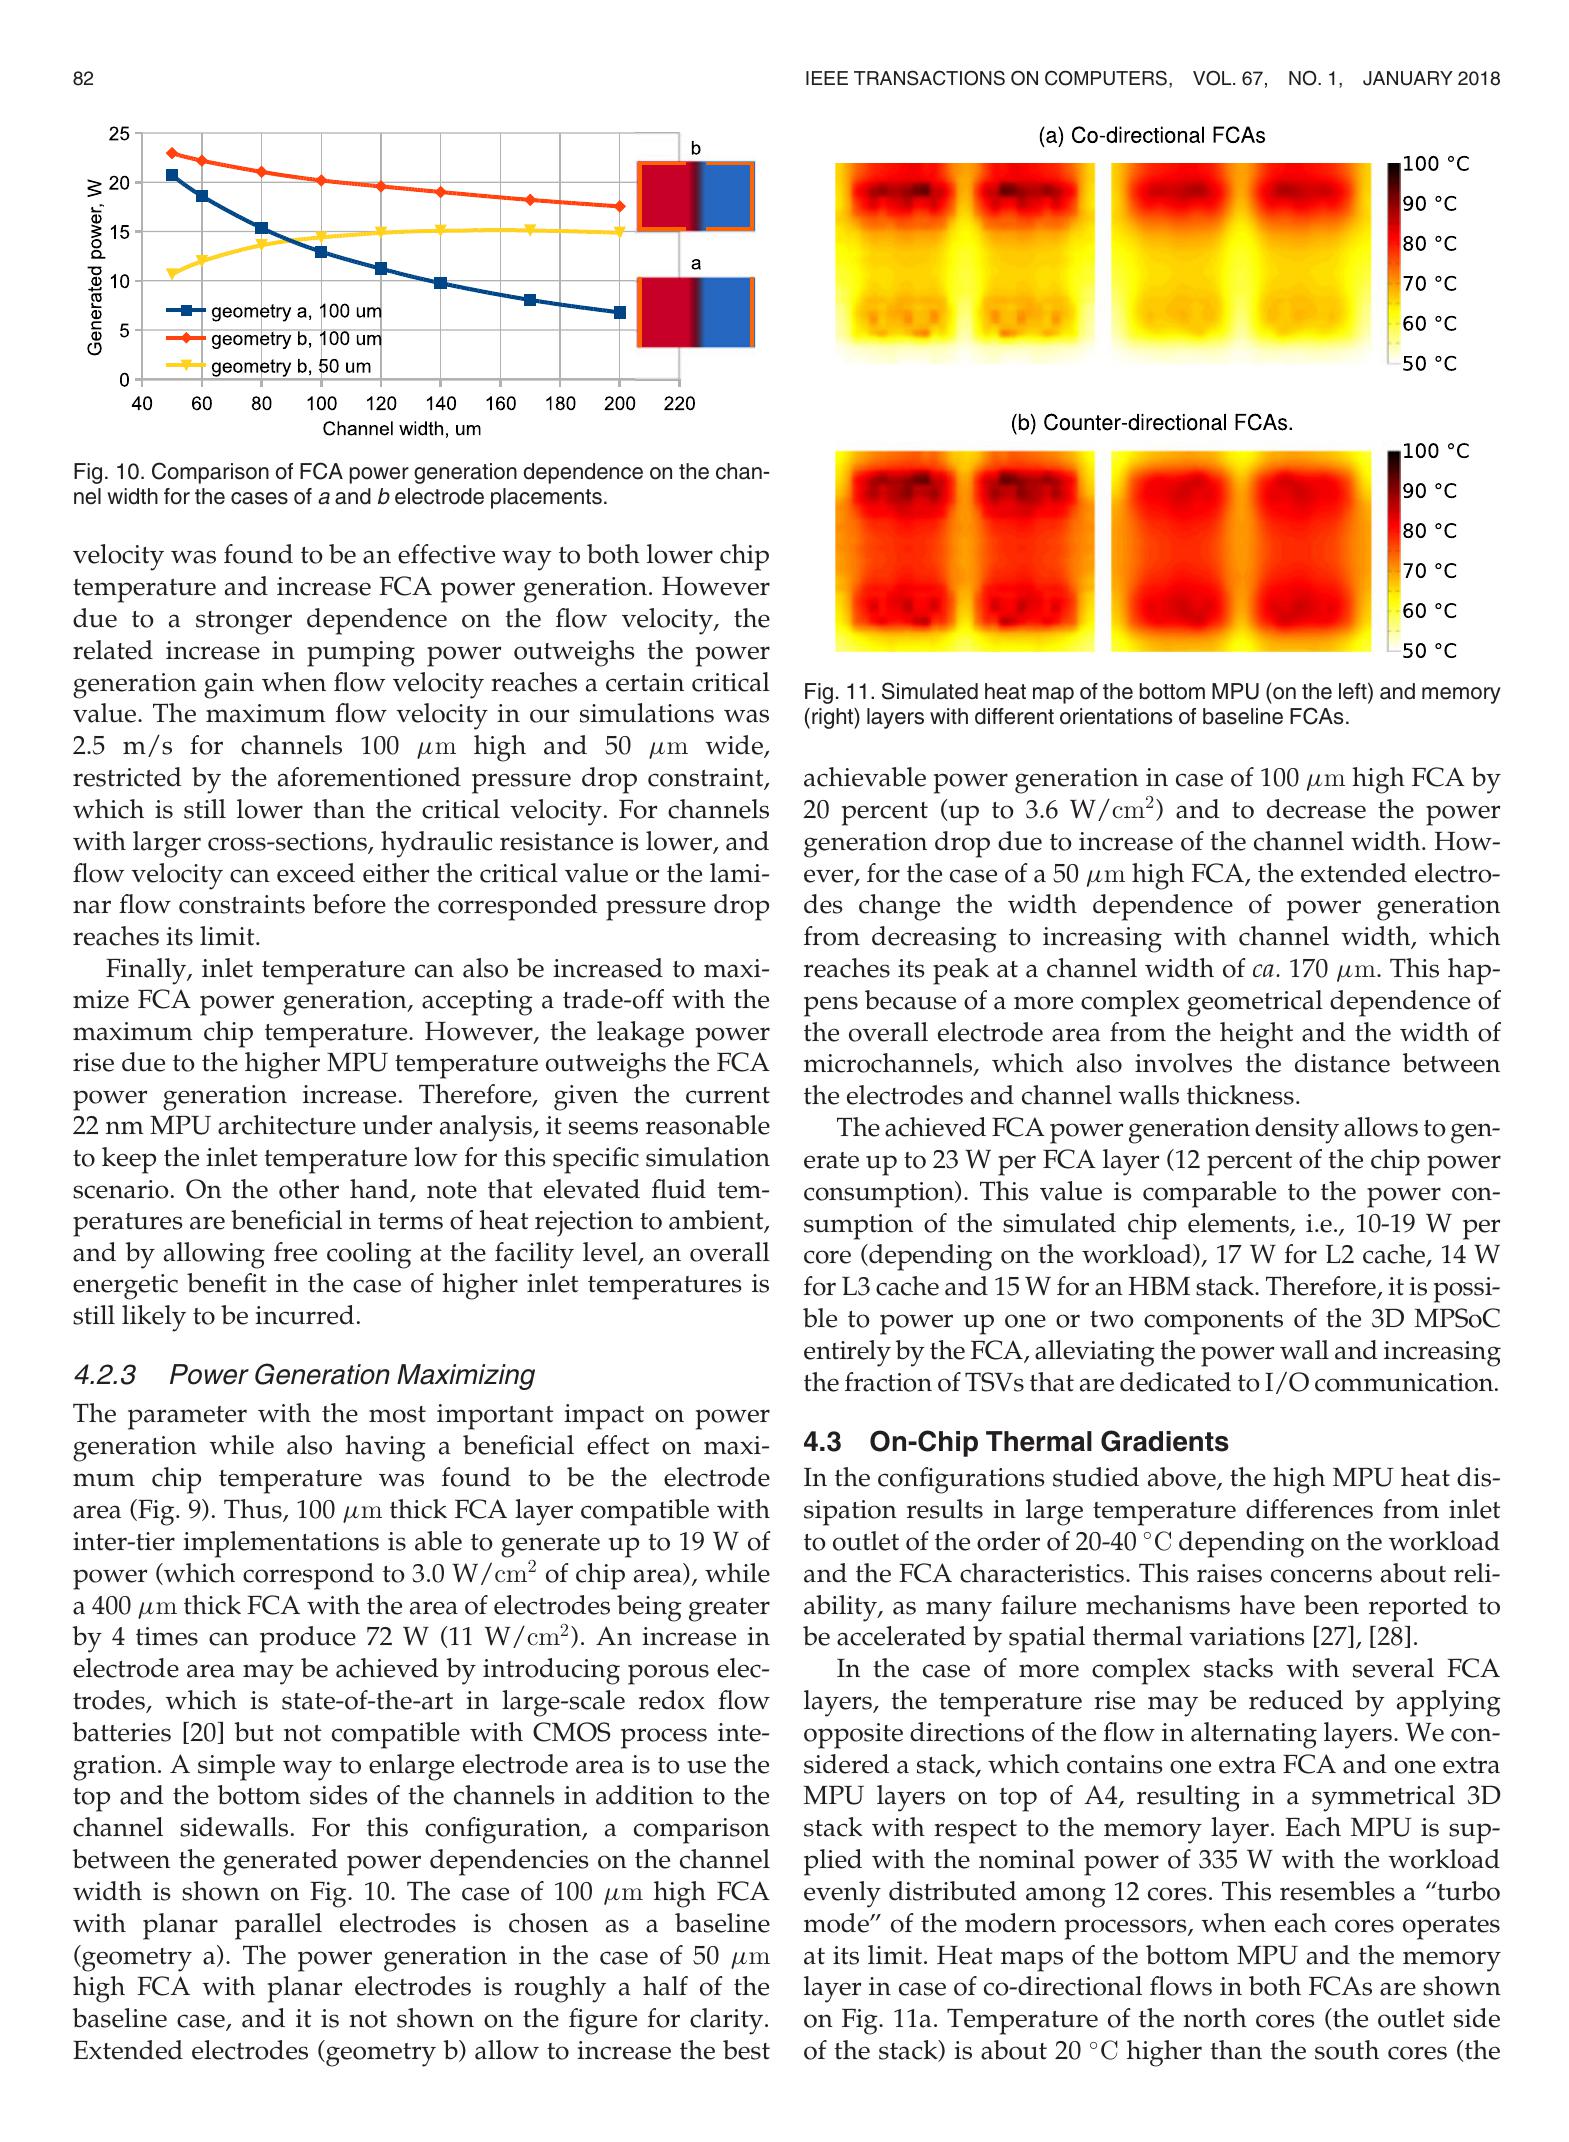 82
IEEE TRANSACTIONS ON COMPUTERS, VOL. 67, NO. 1, JANUARY 2018
25
20
15
10
5
0
Generated power, W
geometry a, 100 um
geometry b, 100 um
geometry b, 50 um
b
a
40 60 80 100 120 140 160 180 200 220
Channel width, um
Fig. 10. Comparison of FCA power generation dependence on the chan-
nel width for the cases of a and b electrode placements.
velocity was found to be an effective way to both lower chip
temperature and increase FCA power generation. However
due to a stronger dependence on the flow velocity, the
related increase in pumping power outweighs the power
generation gain when flow velocity reaches a certain critical
value. The maximum flow velocity in our simulations was
2.5 m/s for channels 100 μm high and 50 μm wide,
restricted by the aforementioned pressure drop constraint,
which is still lower than the critical velocity. For channels
with larger cross-sections, hydraulic resistance is lower, and
flow velocity can exceed either the critical value or the lami-
nar flow constraints before the corresponded pressure drop
reaches its limit.
Finally, inlet temperature can also be increased to maxi-
mize FCA power generation, accepting a trade-off with the
maximum chip temperature. However, the leakage power
rise due to the higher MPU temperature outweighs the FCA
power generation increase. Therefore, given the current
22 nm MPU architecture under analysis, it seems reasonable
to keep the inlet temperature low for this specific simulation
scenario. On the other hand, note that elevated fluid tem-
peratures are beneficial in terms of heat rejection to ambient,
and by allowing free cooling at the facility level, an overall
energetic benefit in the case of higher inlet temperatures is
still likely to be incurred.
4.2.3 Power Generation Maximizing
The parameter with the most important impact on power
generation while also having a beneficial effect on maxi-
mum chip temperature was found to be the electrode
area (Fig. 9). Thus, 100 μm thick FCA layer compatible with
inter-tier implementations is able to generate up to 19 W of
power (which correspond to 3.0 W/cm² of chip area), while
a 400 μm thick FCA with the area of electrodes being greater
by 4 times can produce 72 W (11 W/cm²). An increase in
electrode area may be achieved by introducing porous elec-
trodes, which is state-of-the-art in large-scale redox flow
batteries [20] but not compatible with CMOS process inte-
gration. A simple way to enlarge electrode area is to use the
top and the bottom sides of the channels in addition to the
channel sidewalls. For this configuration, a comparison
between the generated power dependencies on the channel
width is shown on Fig. 10. The case of 100 μm high FCA
with planar parallel electrodes is chosen as a baseline
(geometry a). The power generation in the case of 50 μm
high FCA with planar electrodes is roughly a half of the
baseline case, and it is not shown on the figure for clarity.
Extended electrodes (geometry b) allow to increase the best
(a) Co-directional FCAs
100 °C
90 °C
80 °C
70 °C
60 °C
50 °C
(b) Counter-directional FCAs.
100 °C
90 °C
80 °C
70 °C
60 °C
50 °C
Fig. 11. Simulated heat map of the bottom MPU (on the left) and memory
(right) layers with different orientations of baseline FCAs.
achievable power generation in case of 100 μm high FCA by
20 percent (up to 3.6 W/cm²) and to decrease the power
generation drop due to increase of the channel width. How-
ever, for the case of a 50 μm high FCA, the extended electro-
des change the width dependence of power generation
from decreasing to increasing with channel width, which
reaches its peak at a channel width of ca. 170 μm. This hap-
pens because of a more complex geometrical dependence of
the overall electrode area from the height and the width of
microchannels, which also involves the distance between
the electrodes and channel walls thickness.
The achieved FCA power generation density allows to gen-
erate up to 23 W per FCA layer (12 percent of the chip power
consumption). This value is comparable to the power con-
sumption of the simulated chip elements, i.e., 10-19 W per
core (depending on the workload), 17 W for L2 cache, 14 W
for L3 cache and 15 W for an HBM stack. Therefore, it is possi-
ble to power up one or two components of the 3D MPSoC
entirely by the FCA, alleviating the power wall and increasing
the fraction of TSVs that are dedicated to I/O communication.
4.3 On-Chip Thermal Gradients
In the configurations studied above, the high MPU heat dis-
sipation results in large temperature differences from inlet
to outlet of the order of 20-40 °C depending on the workload
and the FCA characteristics. This raises concerns about reli-
ability, as many failure mechanisms have been reported to
be accelerated by spatial thermal variations [27], [28].
In the case of more complex stacks with several FCA
layers, the temperature rise may be reduced by applying
opposite directions of the flow in alternating layers. We con-
sidered a stack, which contains one extra FCA and one extra
MPU layers on top of A4, resulting in a symmetrical 3D
stack with respect to the memory layer. Each MPU is sup-
plied with the nominal power of 335 W with the workload
evenly distributed among 12 cores. This resembles a “turbo
mode” of the modern processors, when each cores operates
at its limit. Heat maps of the bottom MPU and the memory
layer in case of co-directional flows in both FCAs are shown
on Fig. 11a. Temperature of the north cores (the outlet side
of the stack) is about 20 °C higher than the south cores (the